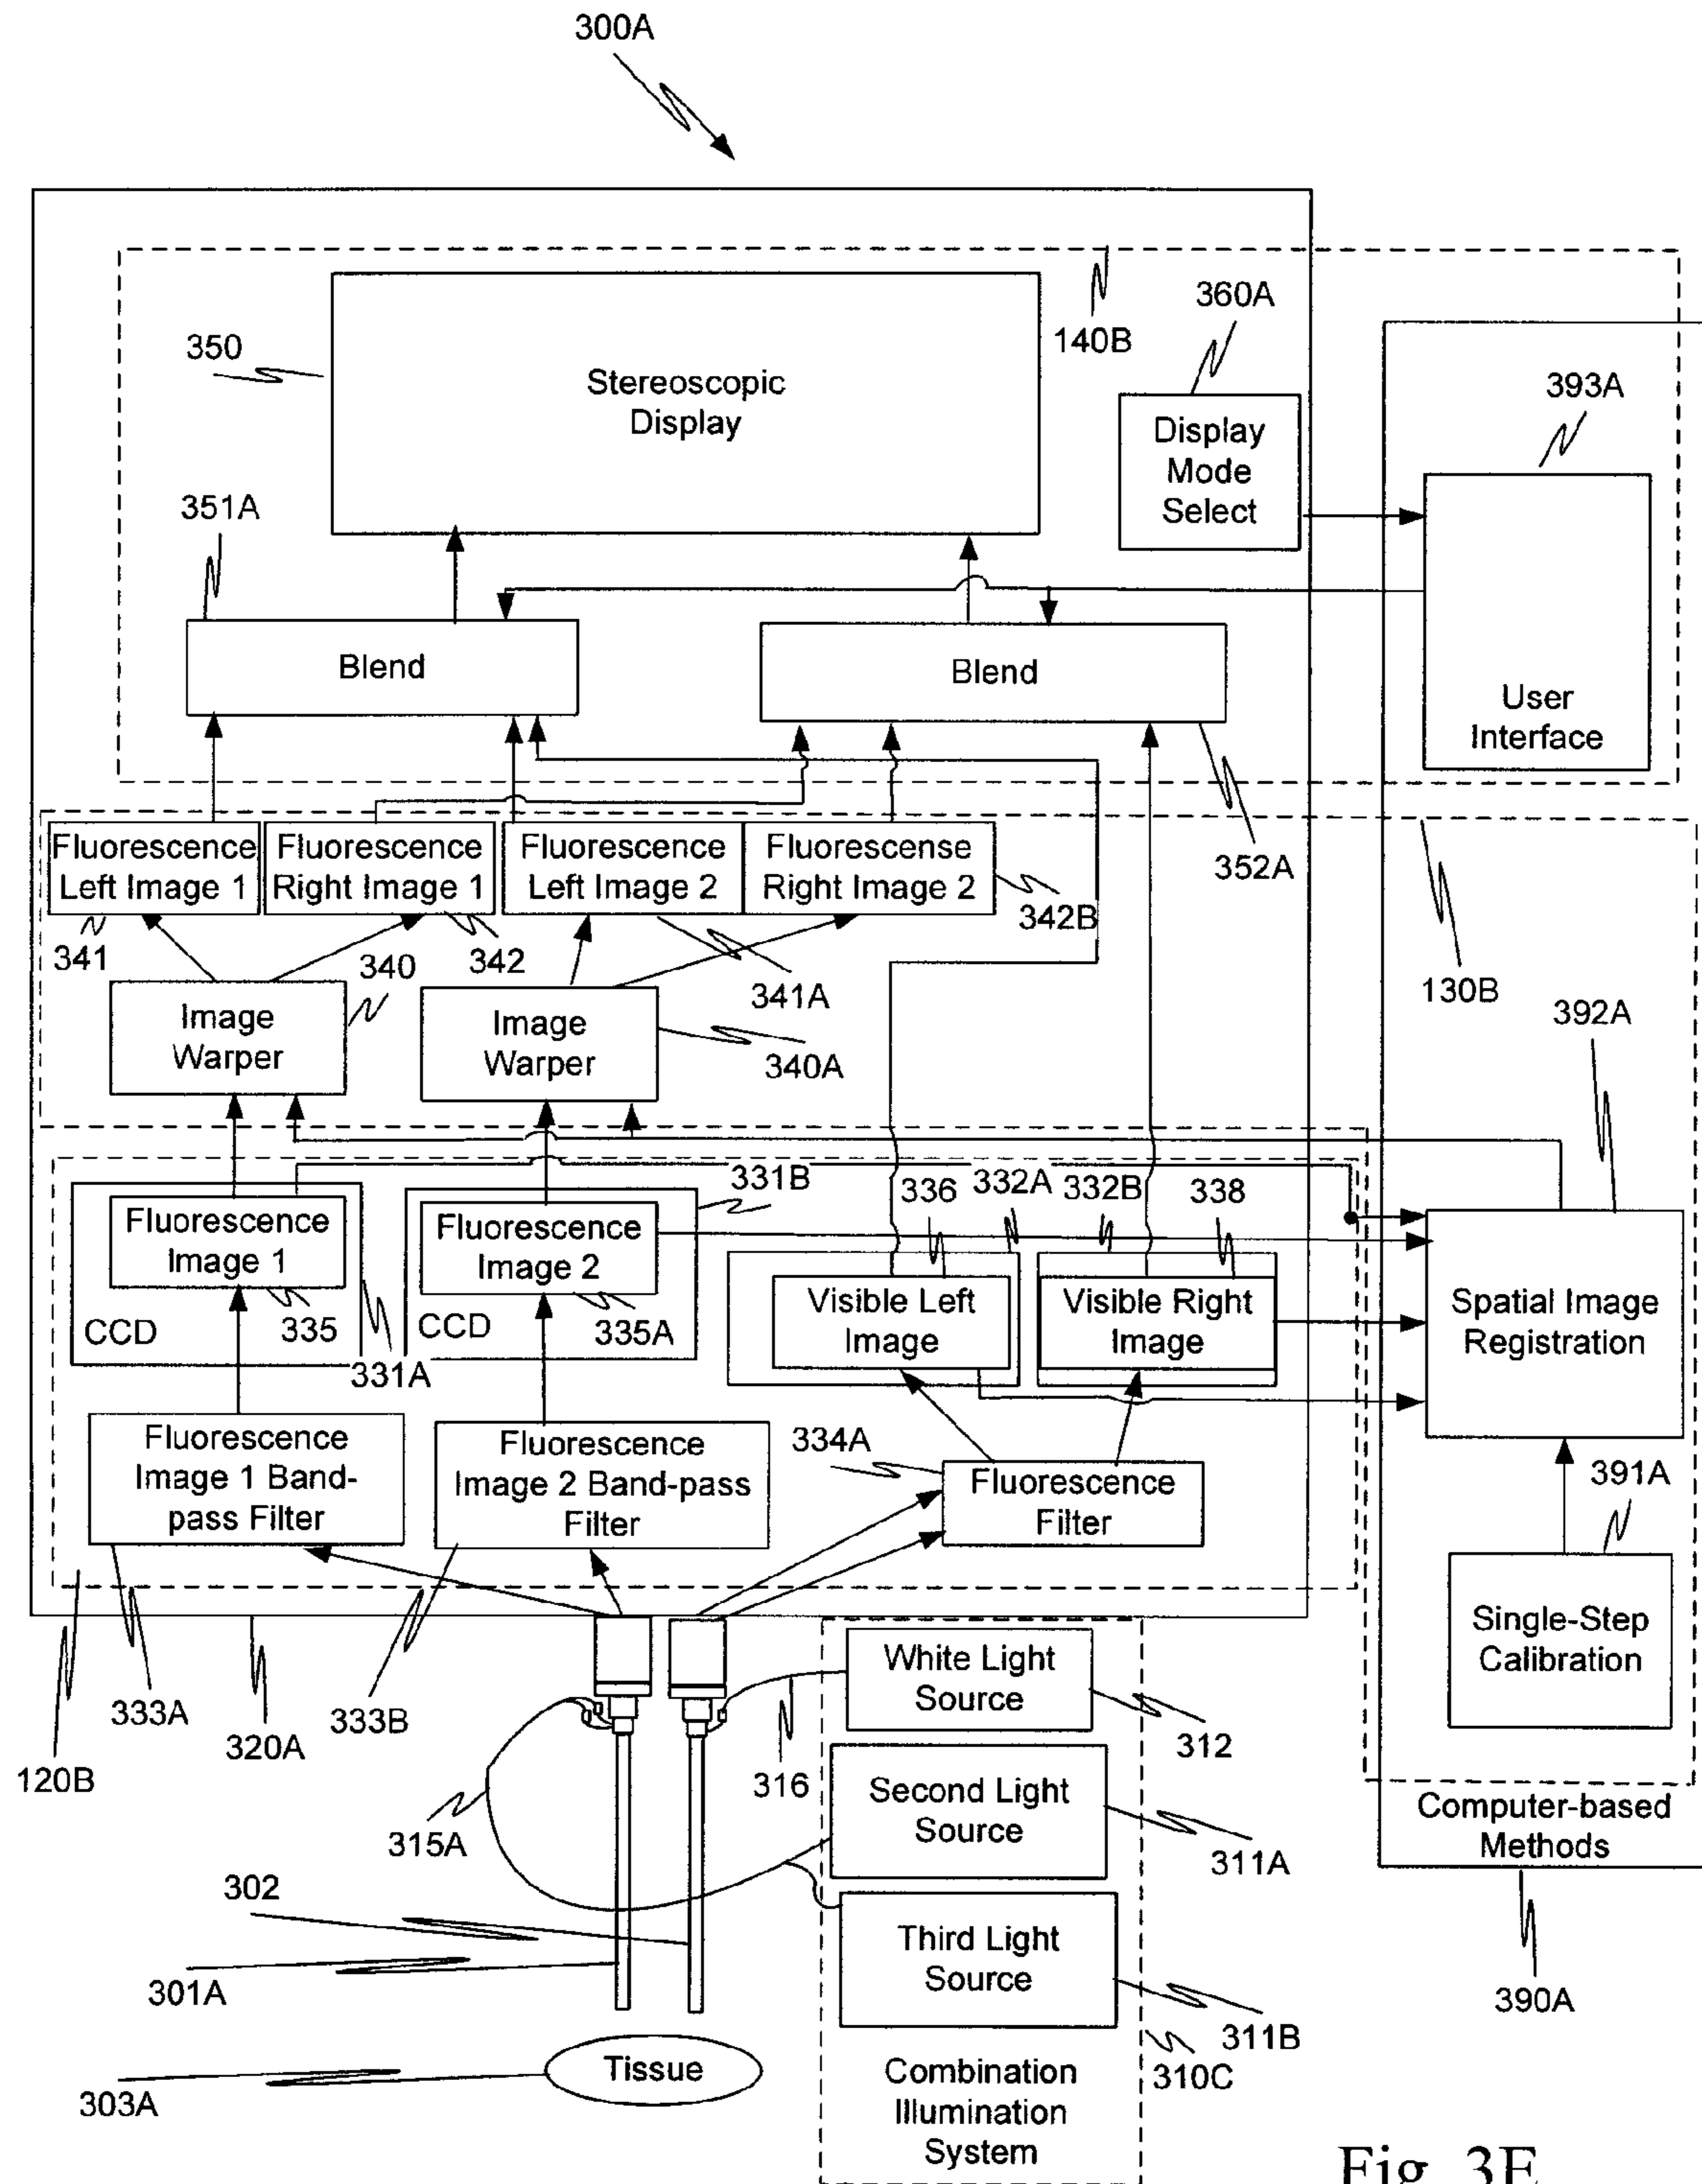 300A
140B
360A
350
Stereoscopic
Display
393A
Display
Mode
Select
351A
Blend
Blend
User
Interface
Fluorescence
Left Image 1
Fluorescence
Right Image 1
Fluorescence
Left Image 2
Fluorescense
Right Image 2
352A
342B
341
342
340
341A
130B
392A
Image
Warper
Image
Warper
340A
331B
336
332A
332B
338
Fluorescence
Image 1
Fluorescence
Image 2
CCD
335
CCD
335A
331A
Visible Left
Image
Visible Right
Image
Spatial Image
Registration
Fluorescence
Image 1 Band-
pass Filter
Fluorescence
Image 2 Band-pass
Filter
334A
Fluorescence
Filter
391A
Single-Step
Calibration
333A
320A
333B
120B
White Light
Source
316
312
315A
Second Light
Source
311A
Computer-based
Methods
302
301A
Third Light
Source
311B
310C
390A
Tissue
303A
Combination
Illumination
System
Fig. 3E